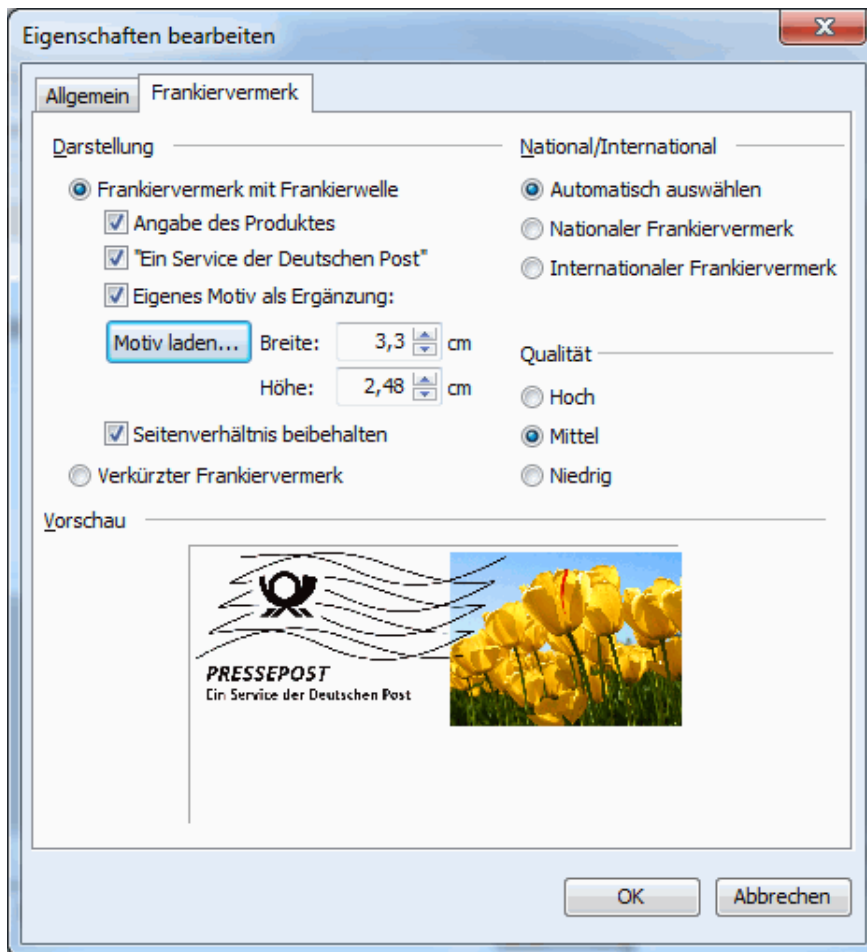 Eigenschaften bearbeiten
Allgemein
Frankiervermerk
Darstellung
Frankiervermerk mit Frankierwelle
Angabe des Produktes
"Ein Service der Deutschen Post"
Eigenes Motiv als Ergänzung:
Motiv laden... Breite: 3,3 cm
Höhe: 2,48 cm
Seitenverhältnis beibehalten
Verkürzter Frankiervermerk
National/International
Automatisch auswählen
Nationaler Frankiervermerk
Internationaler Frankiervermerk
Qualität
Hoch
Mittel
Niedrig
Vorschau
PRESSEPOST
Ein Service der Deutschen Post
OK Abbrechen